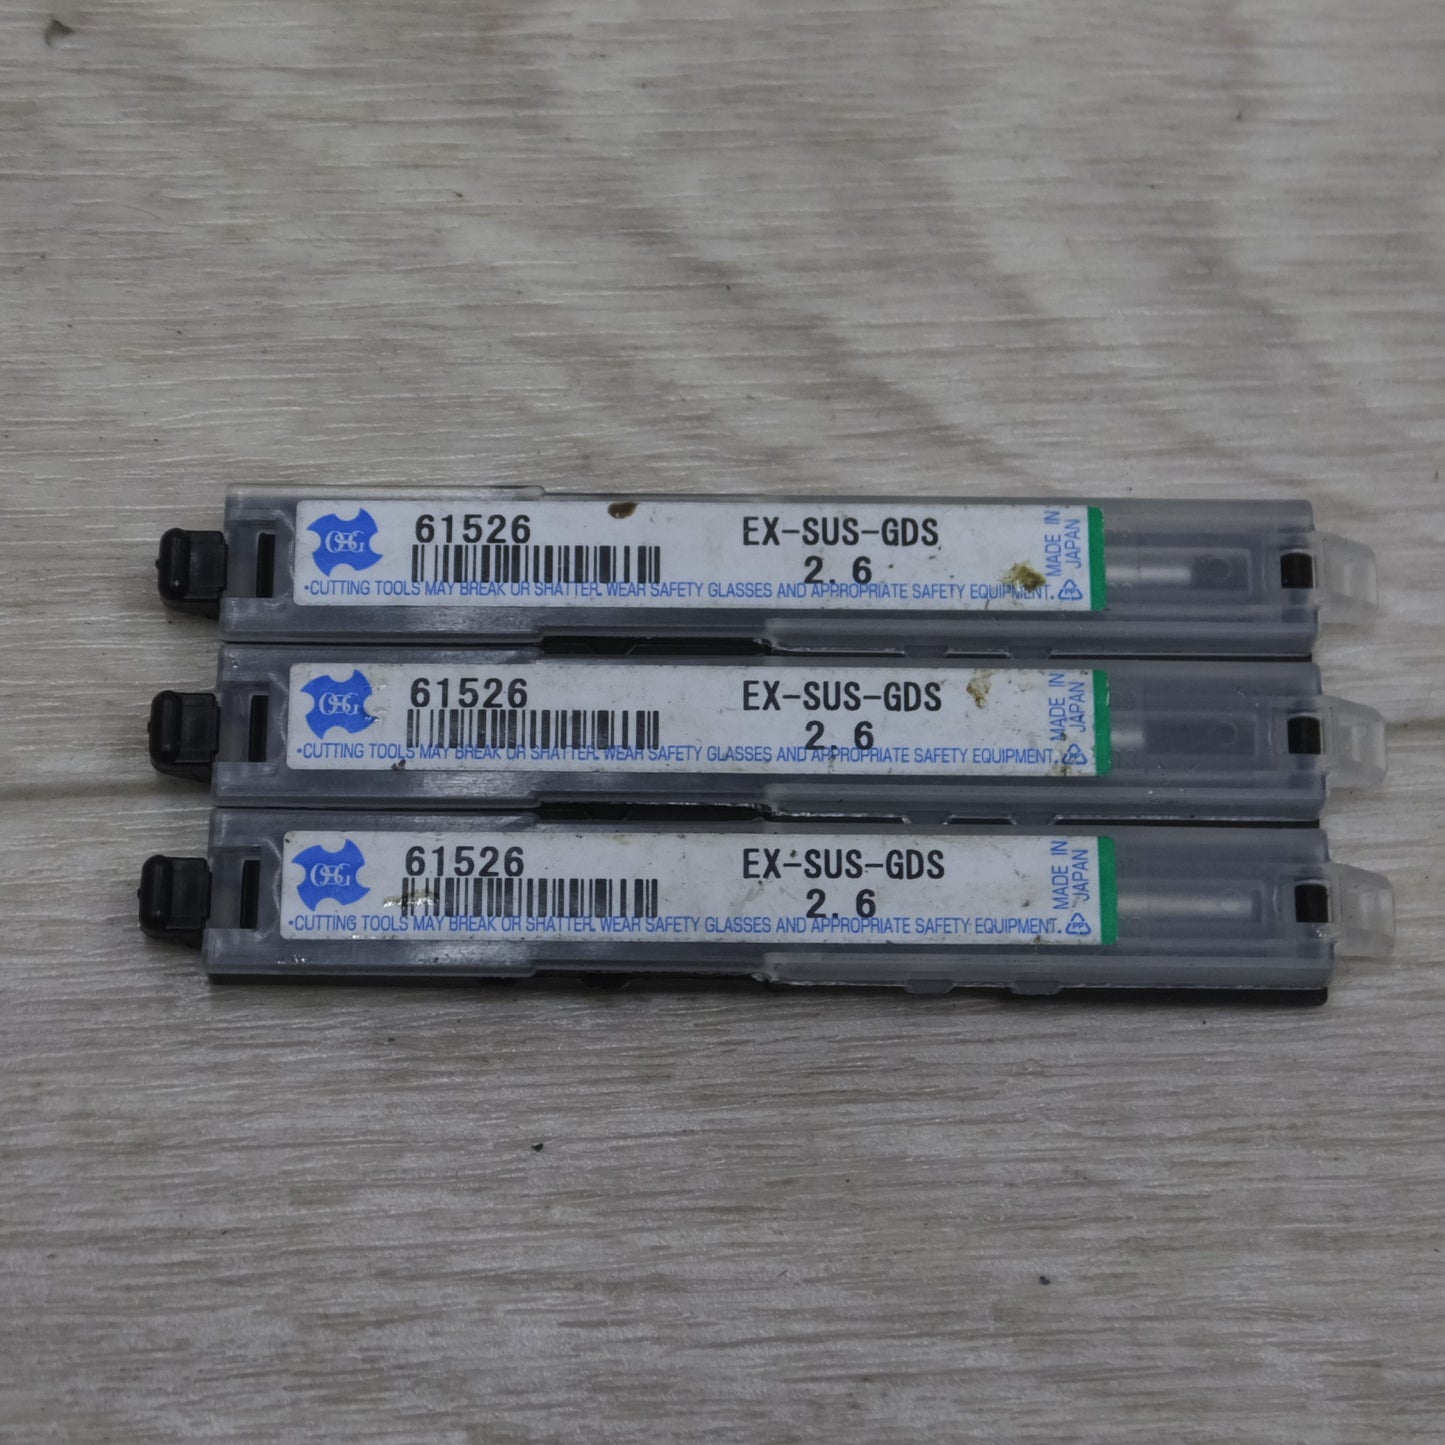 OSG 61526 EX-SUS-GDS MADE IN
2.6 JAPAN
•CUTTING TOOLS MAY BREAK OR SHATTER. WEAR SAFETY GLASSES AND APPROPRIATE SAFETY EQUIPMENT. PP
OSG 61526 EX-SUS-GDS MADE IN
2.6 JAPAN
•CUTTING TOOLS MAY BREAK OR SHATTER. WEAR SAFETY GLASSES AND APPROPRIATE SAFETY EQUIPMENT.
OSG 61526 EX-SUS-GDS MADE IN
2.6 JAPAN
•CUTTING TOOLS MAY BREAK OR SHATTER. WEAR SAFETY GLASSES AND APPROPRIATE SAFETY EQUIPMENT. PP